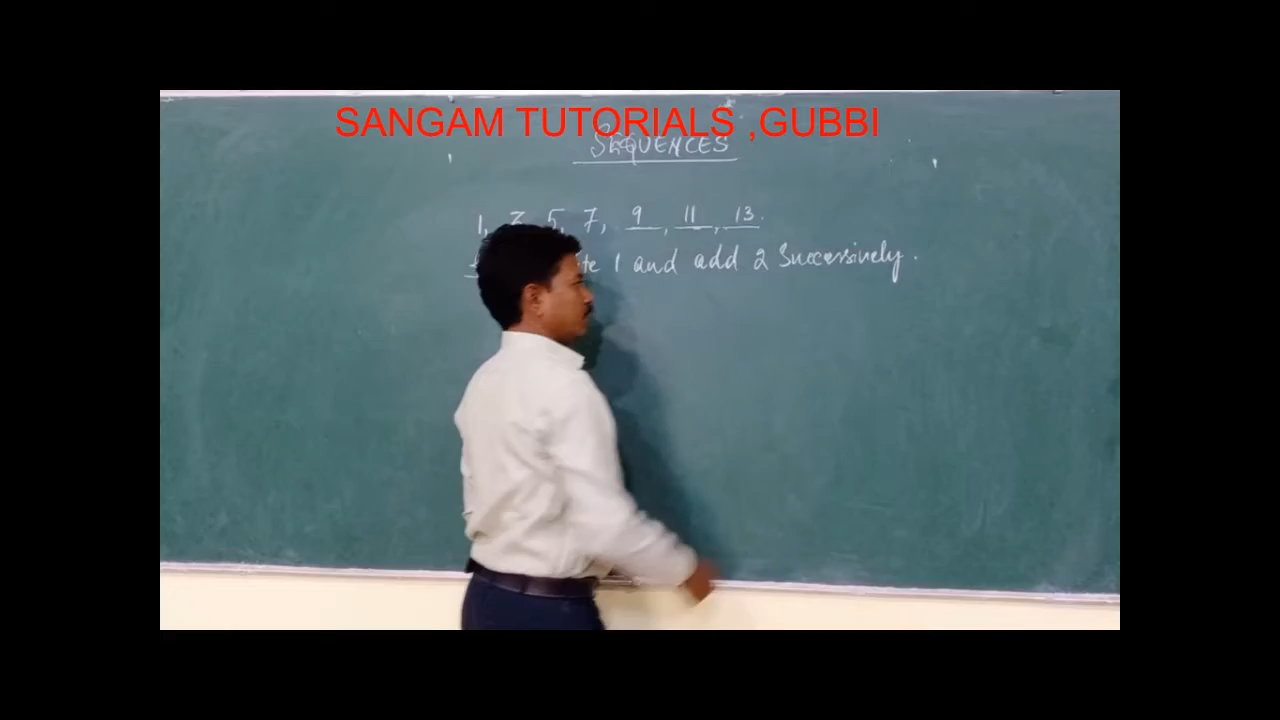 SANGAM TUTORIALS ,GUBBI
SEQUENCES
1, 3, 5, 7, 9, 11, 13.
1 and add 2 Successively.